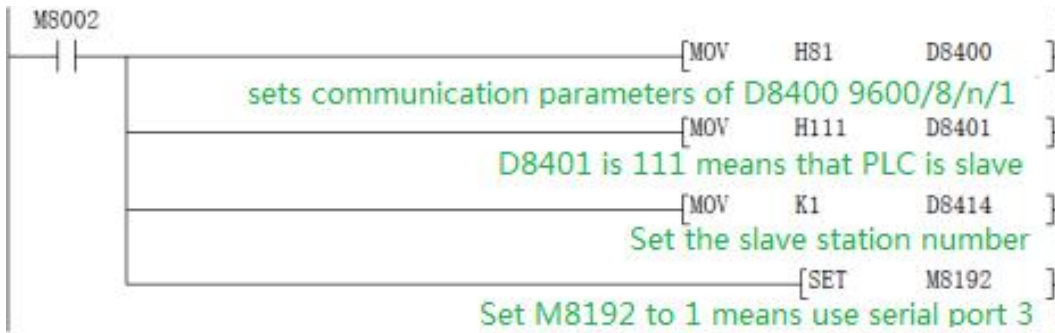 M8002
[MOV H81 D8400 ]
sets communication parameters of D8400 9600/8/n/1
[MOV H111 D8401 ]
D8401 is 111 means that PLC is slave
[MOV K1 D8414 ]
Set the slave station number
[SET M8192 ]
Set M8192 to 1 means use serial port 3